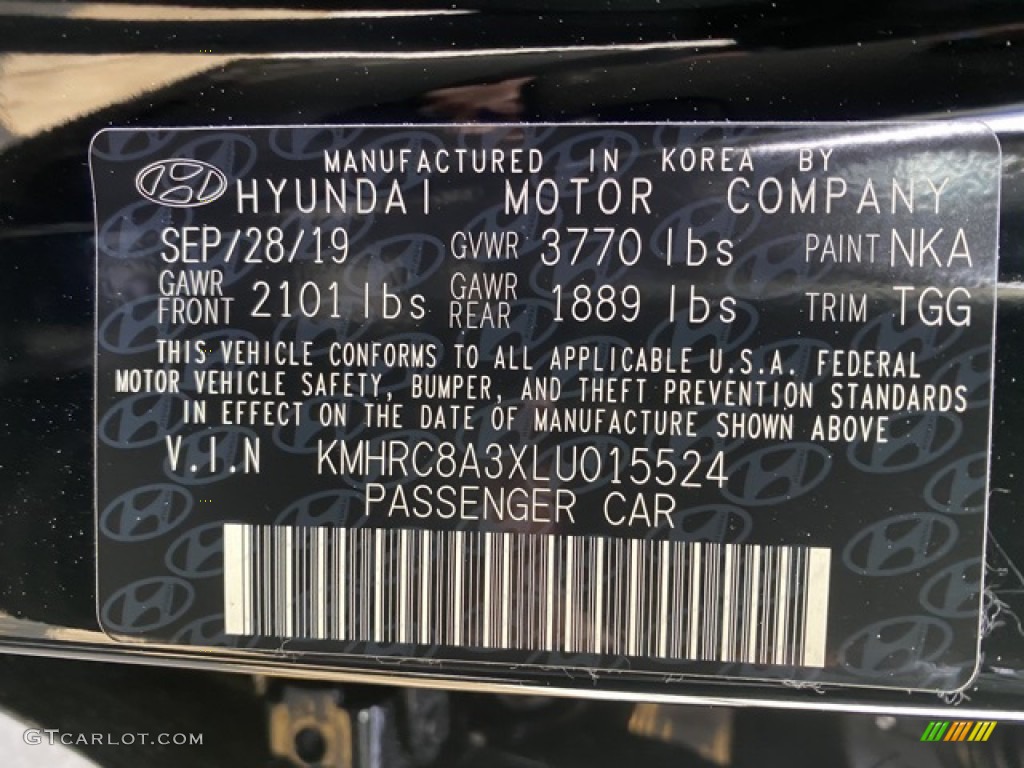 MANUFACTURED IN KOREA BY
HYUNDAI MOTOR COMPANY
SEP/28/19 GVWR 3770 lbs PAINT NKA
GAWR FRONT 2101 lbs GAWR REAR 1889 lbs TRIM TGG
THIS VEHICLE CONFORMS TO ALL APPLICABLE U.S.A. FEDERAL
MOTOR VEHICLE SAFETY, BUMPER, AND THEFT PREVENTION STANDARDS
IN EFFECT ON THE DATE OF MANUFACTURE SHOWN ABOVE
V.I.N KMHRC8A3XLU015524
PASSENGER CAR
GTCARLOT.COM